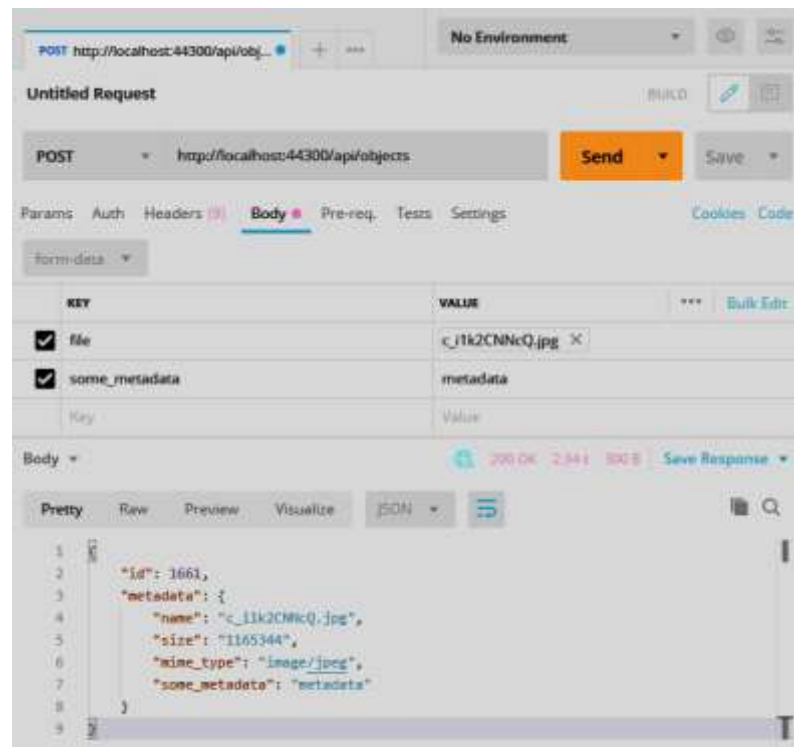 No Environment
POST http://localhost:44300/api/obj... + •••
Untitled Request BUILD
POST http://localhost:44300/api/objects Send Save
Params Auth Headers (9) Body Pre-req. Tests Settings Cookies Code
form-data
KEY VALUE ••• Bulk Edit
file c_i1k2CNNcQ.jpg ×
some_metadata metadata
Key Value
Body 200 OK Save Response
Pretty Raw Preview Visualize JSON
1 {
2 "id": 1661,
3 "metadata": {
4 "name": "c_i1k2CNNcQ.jpg",
5 "size": "1165344",
6 "mime_type": "image/jpeg",
7 "some_metadata": "metadata"
8 }
9 }